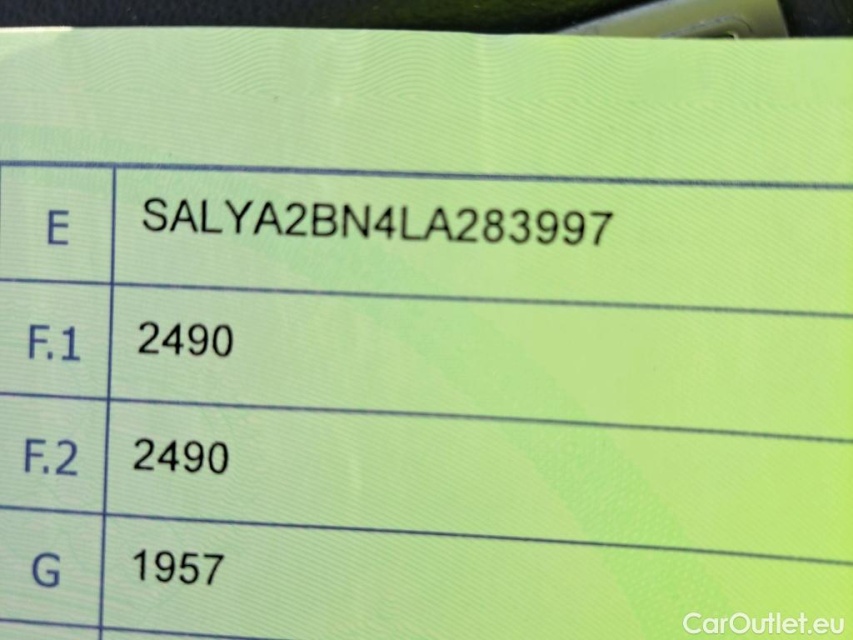 E SALYA2BN4LA283997
F.1 2490
F.2 2490
G 1957
CarOutlet.eu